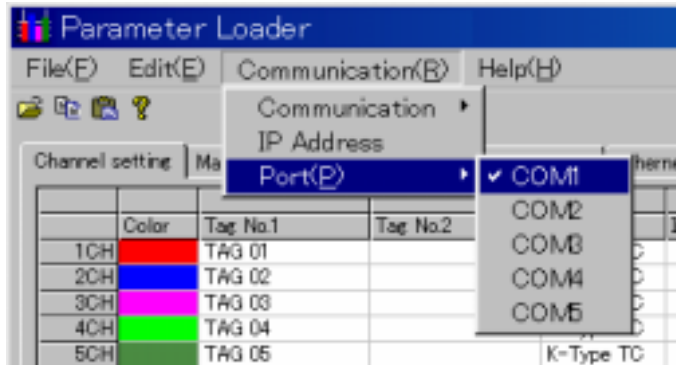 Parameter Loader
File(F) Edit(E) Communication(R) Help(H)
Communication
IP Address
Port(P)
COM1
COM2
COM3
COM4
COM5
Channel setting Ma
Color Tag No.1 Tag No.2
1CH TAG 01
2CH TAG 02
3CH TAG 03
4CH TAG 04
5CH TAG 05 K-Type TC